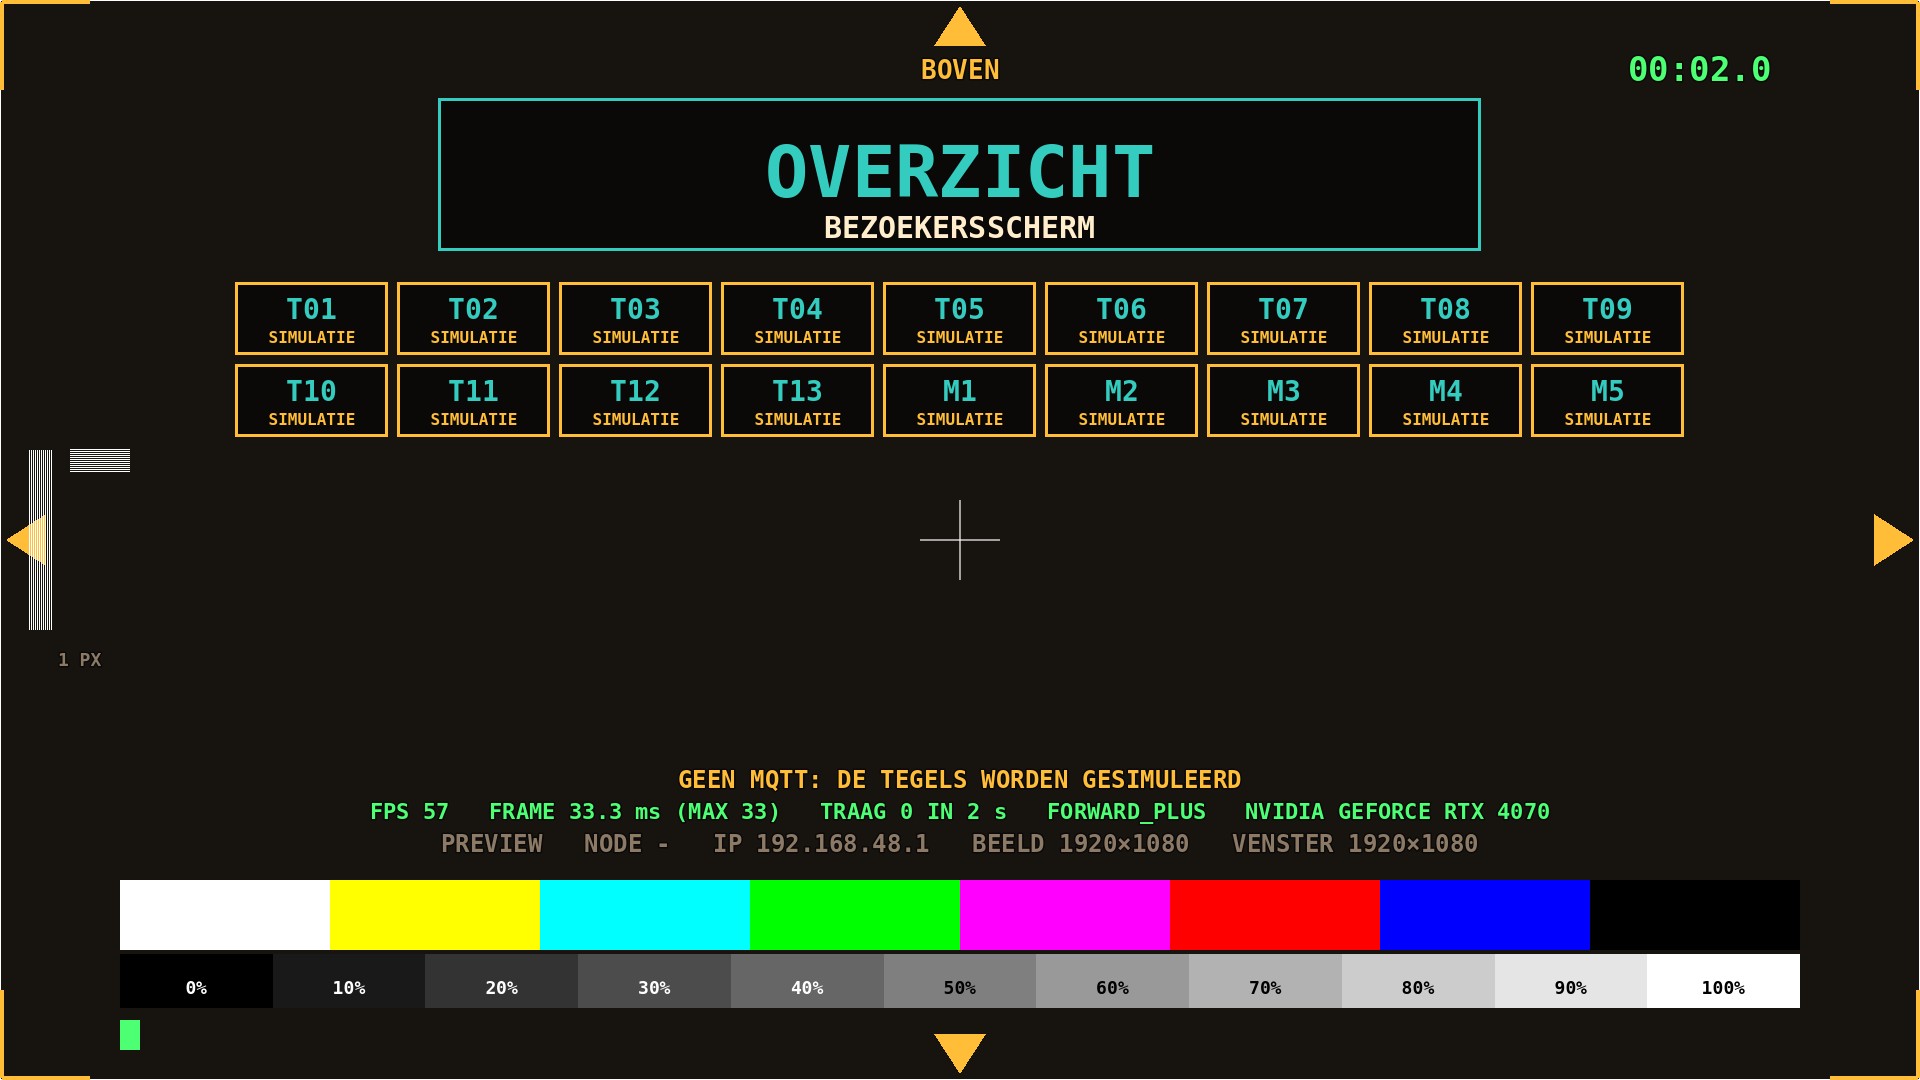 BOVEN
00:02.0
OVERZICHT
BEZOEKERSSCHERM
T01 T02 T03 T04 T05 T06 T07 T08 T09
SIMULATIE SIMULATIE SIMULATIE SIMULATIE SIMULATIE SIMULATIE SIMULATIE SIMULATIE SIMULATIE
T10 T11 T12 T13 M1 M2 M3 M4 M5
SIMULATIE SIMULATIE SIMULATIE SIMULATIE SIMULATIE SIMULATIE SIMULATIE SIMULATIE SIMULATIE
1 PX
GEEN MQTT: DE TEGELS WORDEN GESIMULEERD
FPS 57 FRAME 33.3 ms (MAX 33) TRAAG 0 IN 2 s FORWARD_PLUS NVIDIA GEFORCE RTX 4070
PREVIEW NODE - IP 192.168.48.1 BEELD 1920×1080 VENSTER 1920×1080
0% 10% 20% 30% 40% 50% 60% 70% 80% 90% 100%